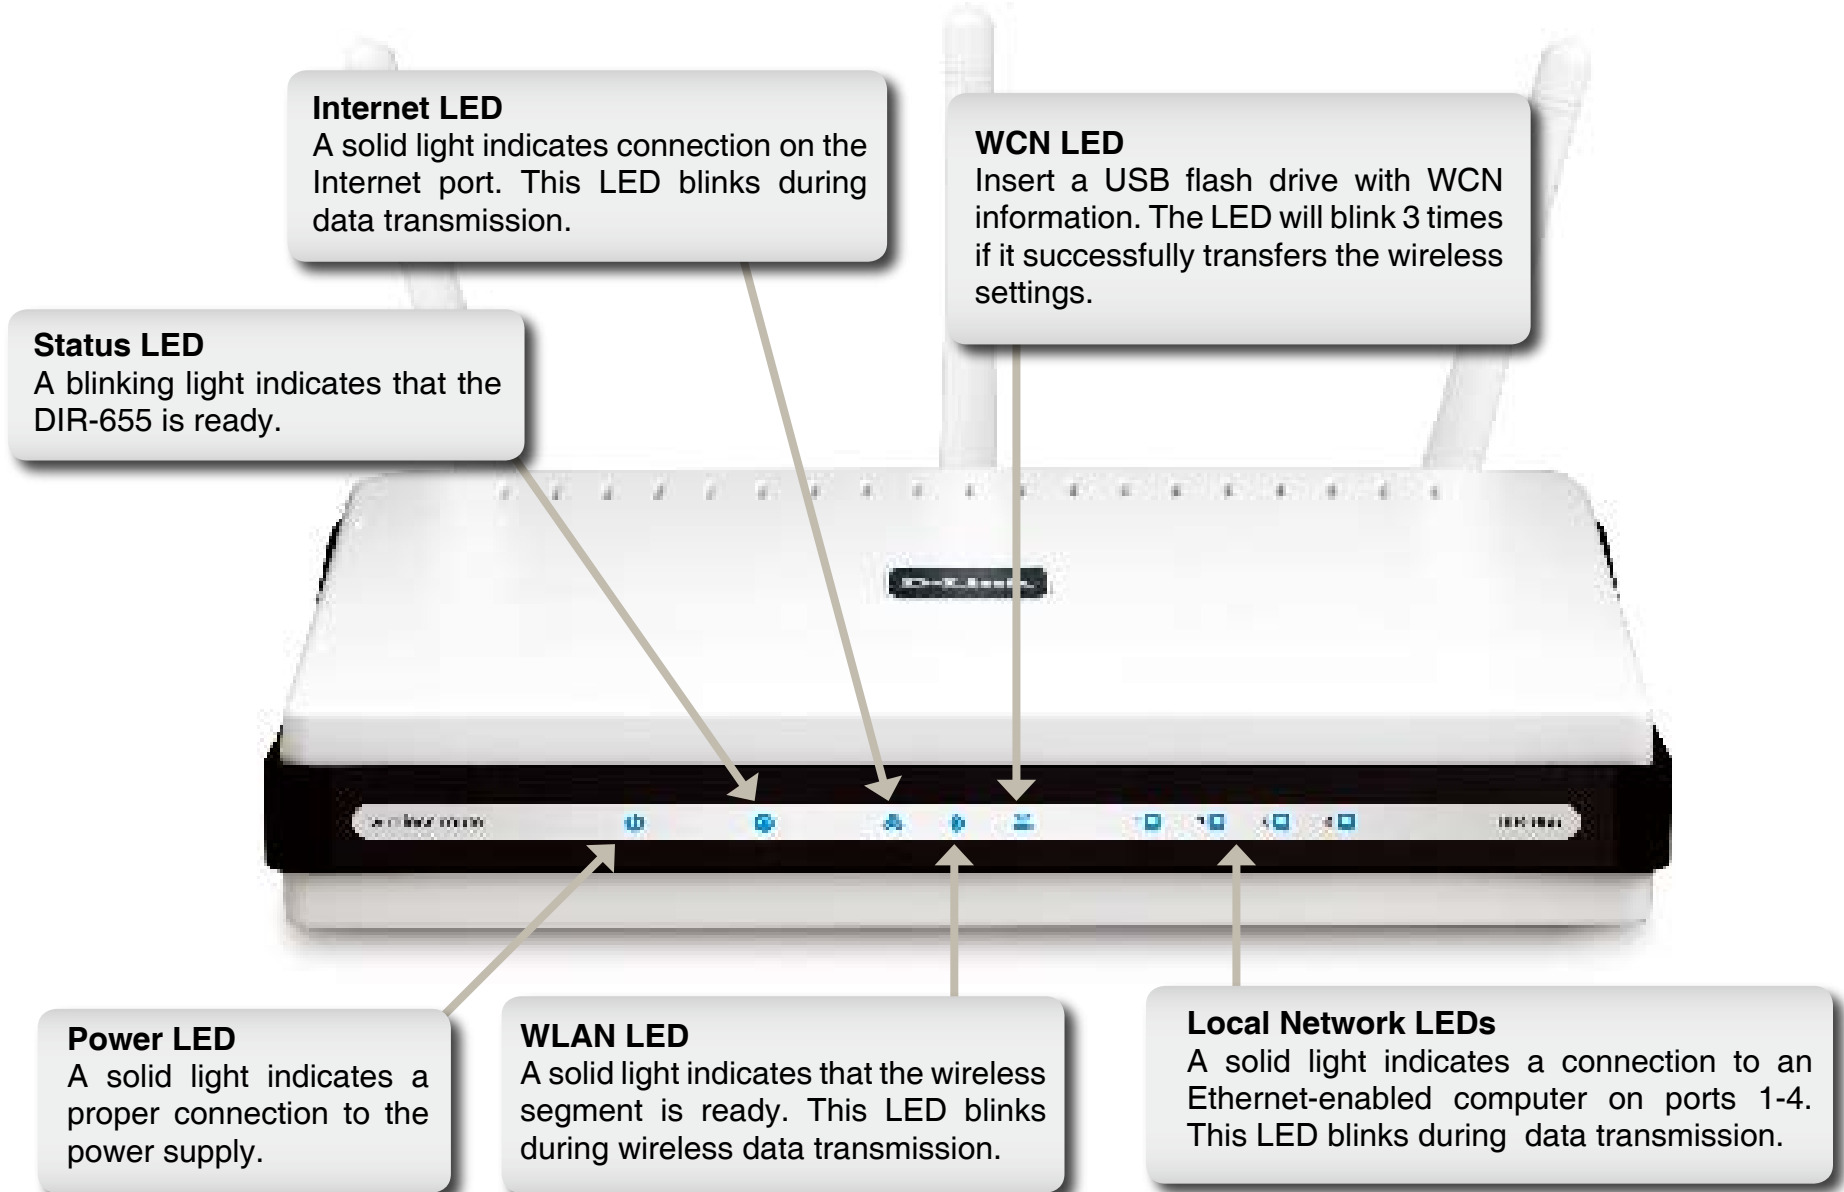 Internet LED
A solid light indicates connection on the
Internet port. This LED blinks during
data transmission.
WCN LED
Insert a USB flash drive with WCN
information. The LED will blink 3 times
if it successfully transfers the wireless
settings.
Status LED
A blinking light indicates that the
DIR-655 is ready.
D-Link
Power LED
A solid light indicates a
proper connection to the
power supply.
WLAN LED
A solid light indicates that the wireless
segment is ready. This LED blinks
during wireless data transmission.
Local Network LEDs
A solid light indicates a connection to an
Ethernet-enabled computer on ports 1-4.
This LED blinks during data transmission.